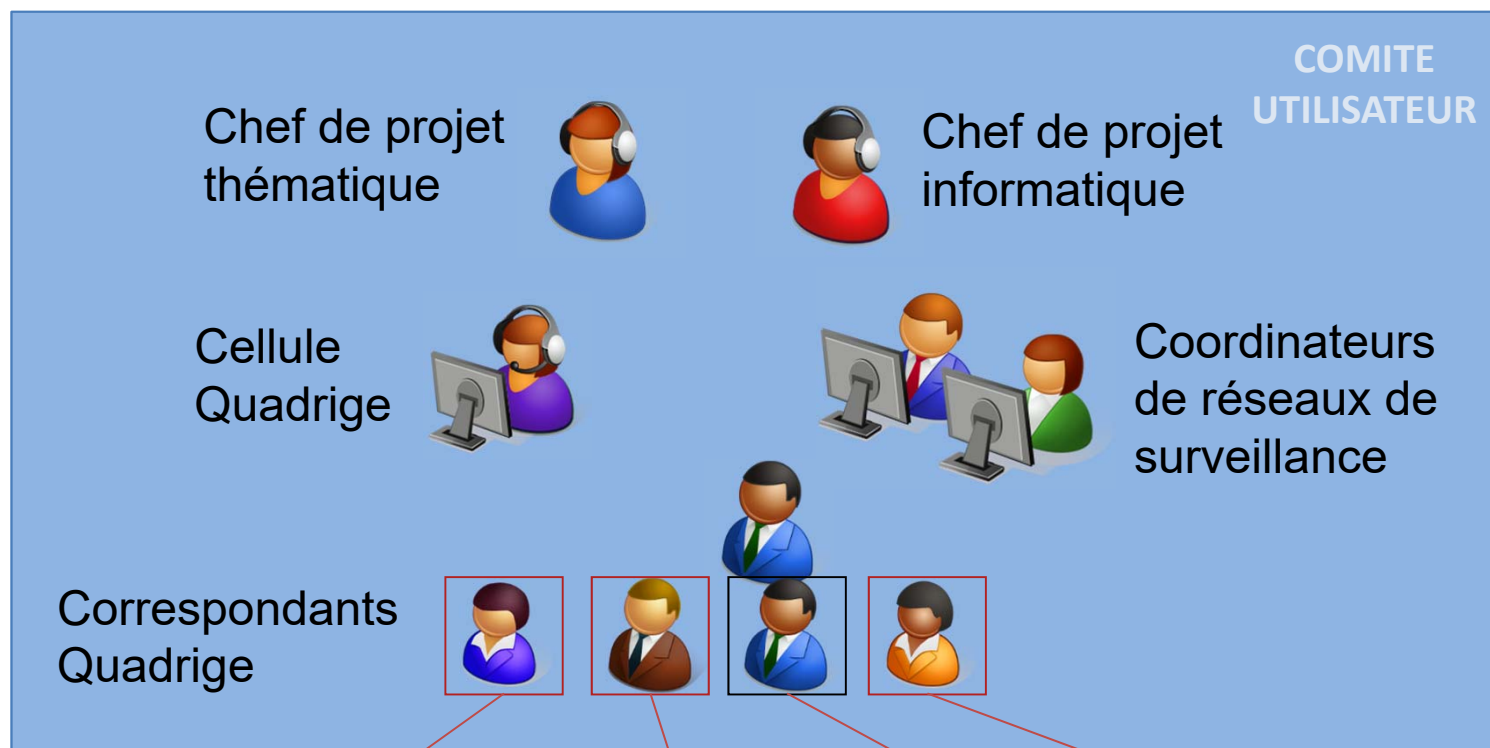 COMITE
UTILISATEUR
Chef de projet
thématique
Chef de projet
informatique
Cellule
Quadrige
Coordinateurs
de réseaux de
surveillance
Correspondants
Quadrige